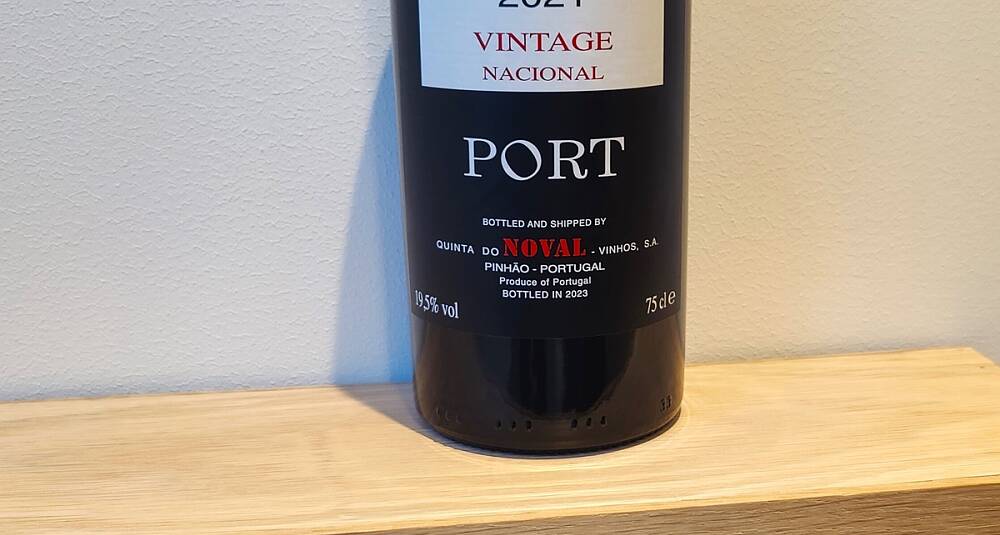 2021
VINTAGE
NACIONAL
PORT
BOTTLED AND SHIPPED BY
QUINTA DO NOVAL - VINHOS, S.A.
PINHÃO - PORTUGAL
Produce of Portugal
BOTTLED IN 2023
19,5% vol
75 cl e